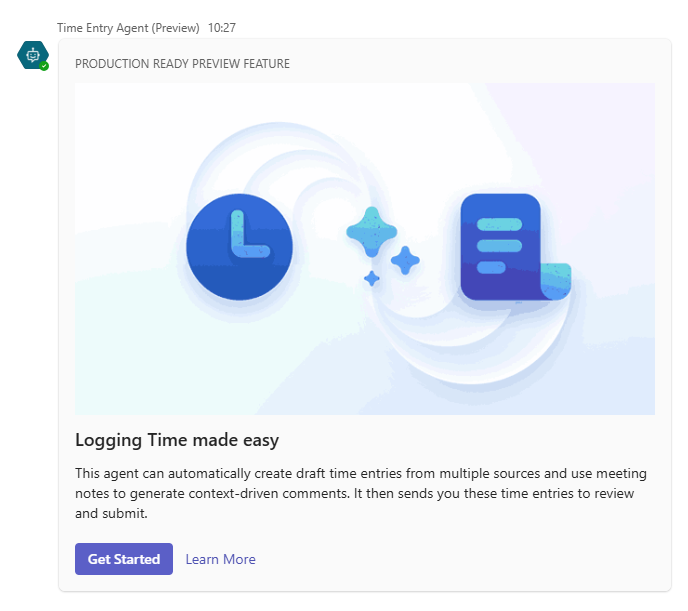 Time Entry Agent (Preview) 10:27
PRODUCTION READY PREVIEW FEATURE
Logging Time made easy
This agent can automatically create draft time entries from multiple sources and use meeting
notes to generate context-driven comments. It then sends you these time entries to review
and submit.
Get Started Learn More